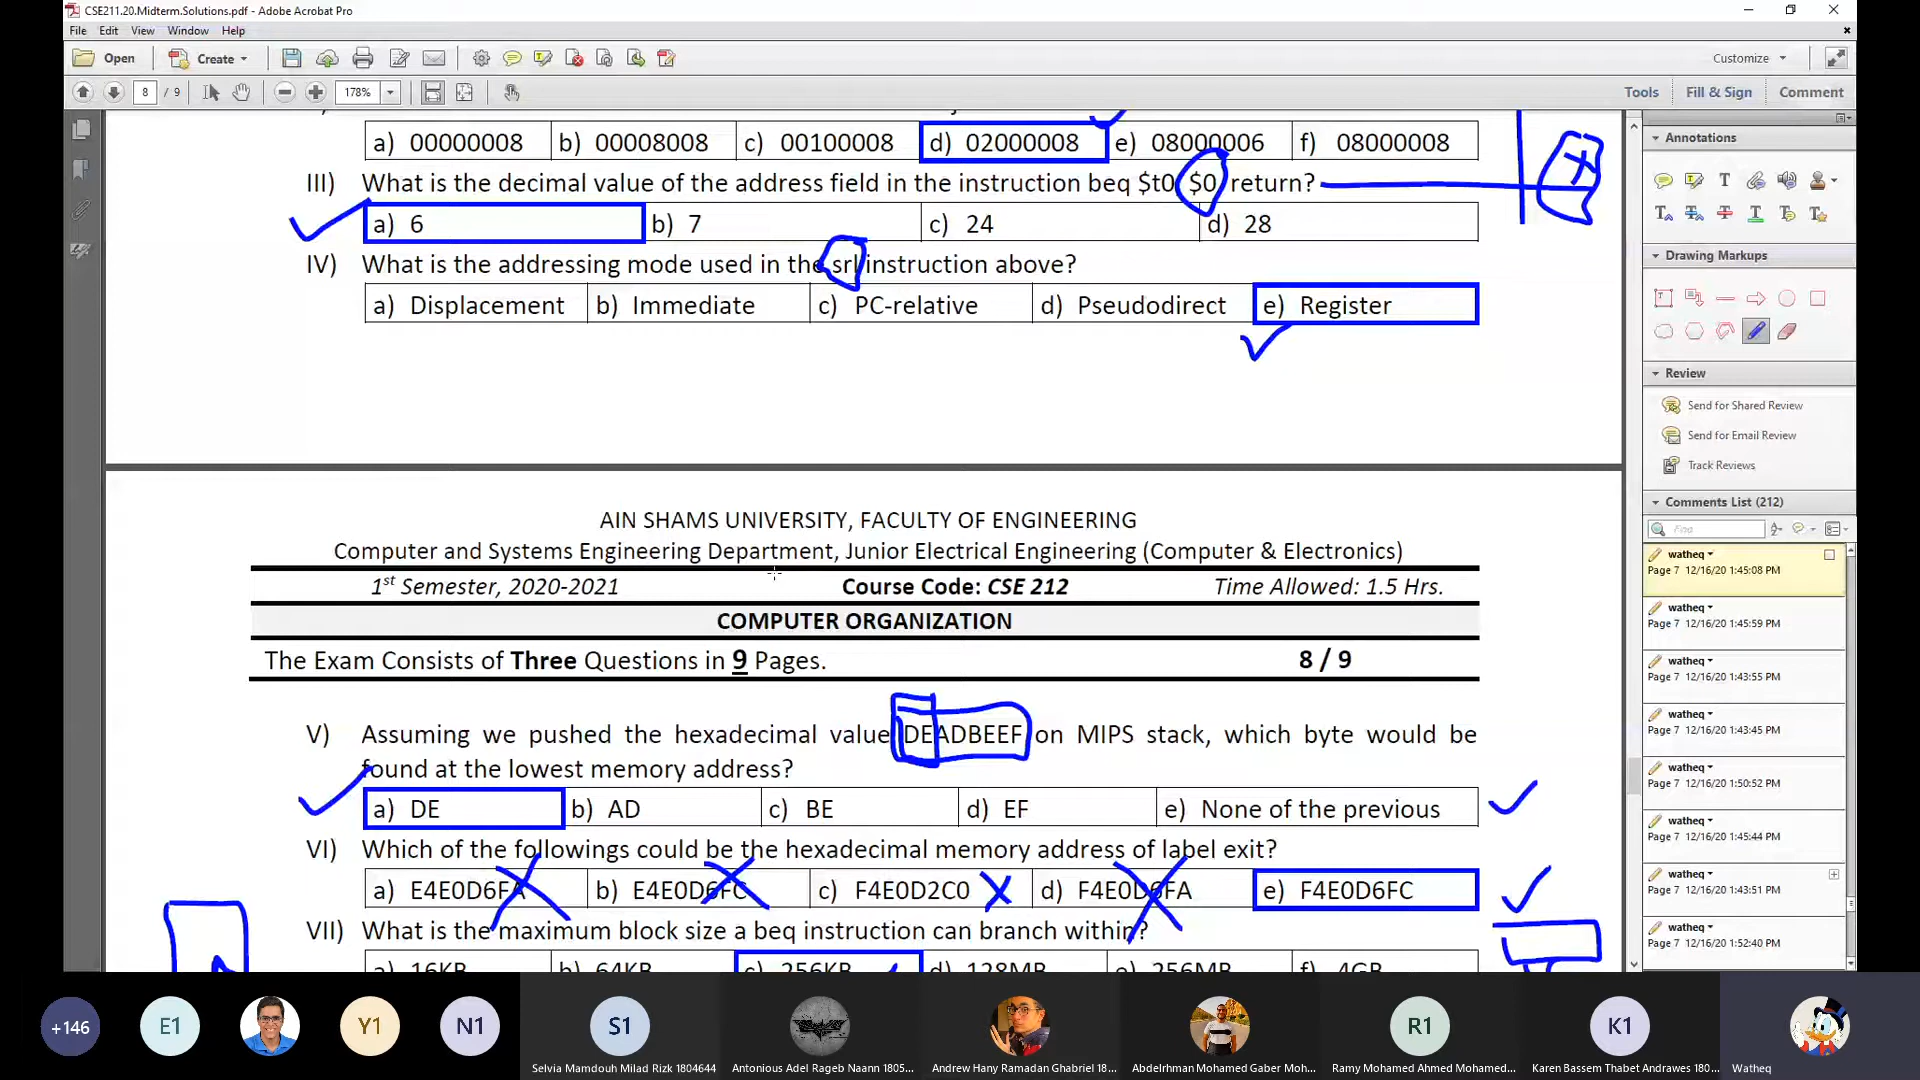 CSE211.20.Midterm.Solutions.pdf - Adobe Acrobat Pro
File Edit View Window Help
Open Create Customize
8 / 9 178% Tools Fill & Sign Comment
a) 00000008 b) 00008008 c) 00100008 d) 02000008 e) 08000006 f) 08000008
III) What is the decimal value of the address field in the instruction beq $t0, $0, return?
a) 6 b) 7 c) 24 d) 28
IV) What is the addressing mode used in the srl instruction above?
a) Displacement b) Immediate c) PC-relative d) Pseudodirect e) Register
AIN SHAMS UNIVERSITY, FACULTY OF ENGINEERING
Computer and Systems Engineering Department, Junior Electrical Engineering (Computer & Electronics)
1st Semester, 2020-2021 Course Code: CSE 212 Time Allowed: 1.5 Hrs.
COMPUTER ORGANIZATION
The Exam Consists of Three Questions in 9 Pages. 8 / 9
V) Assuming we pushed the hexadecimal value DEADBEEF on MIPS stack, which byte would be
found at the lowest memory address?
a) DE b) AD c) BE d) EF e) None of the previous
VI) Which of the followings could be the hexadecimal memory address of label exit?
a) E4E0D6FA b) E4E0D6FC c) F4E0D2C0 d) F4E0D6FA e) F4E0D6FC
VII) What is the maximum block size a beq instruction can branch within?
a) 16KB b) 64KB c) 256KB d) 128MB e) 256MB f) 4GB
Annotations
Drawing Markups
Review
Send for Shared Review
Send for Email Review
Track Reviews
Comments List (212)
Find
watheq
Page 7 12/16/20 1:45:08 PM
watheq
Page 7 12/16/20 1:45:59 PM
watheq
Page 7 12/16/20 1:43:55 PM
watheq
Page 7 12/16/20 1:43:45 PM
watheq
Page 7 12/16/20 1:50:52 PM
watheq
Page 7 12/16/20 1:45:44 PM
watheq
Page 7 12/16/20 1:43:51 PM
watheq
Page 7 12/16/20 1:52:40 PM
+146 E1 Y1 N1 S1 R1 K1
Selvia Mamdouh Milad Rizk 1804644 Antonious Adel Rageb Naann 1805... Andrew Hany Ramadan Ghabriel 18... Abdelrhman Mohamed Gaber Moh... Ramy Mohamed Ahmed Mohamed... Karen Bassem Thabet Andrawes 180... Watheq